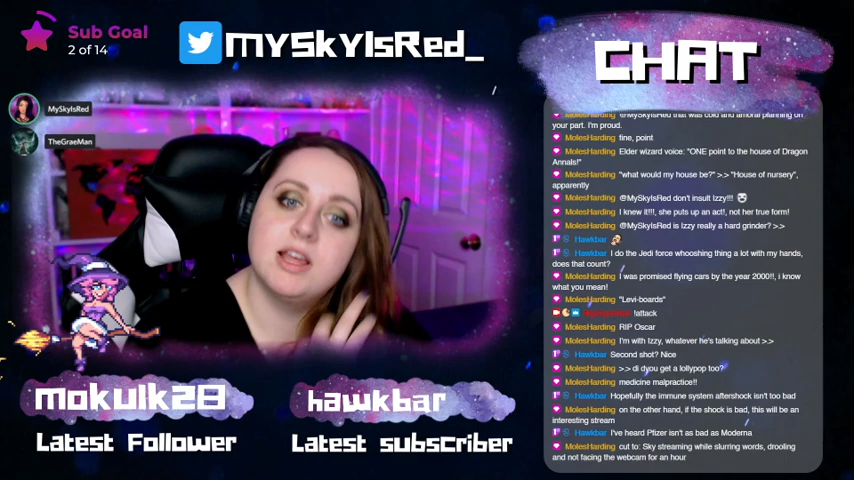 Sub Goal
2 of 14
MYSkYIsRed_
CHAT
MySkyIsRed
TheGraeMan
MolesHarding @MySkyIsRed that was cold and amoral planning on
your part. I'm proud.
MolesHarding fine, point
MolesHarding Elder wizard voice: "ONE point to the house of Dragon
Annals!"
MolesHarding "what would my house be?" >.> "House of nursery",
apparently
MolesHarding @MySkyIsRed don't insult Izzy!!!
MolesHarding I knew it!!!, she puts up an act!, not her true form!
MolesHarding @MySkyIsRed is Izzy really a hard grinder? >>
Hawkbar
Hawkbar I do the Jedi force whooshing thing a lot with my hands,
does that count?
MolesHarding I was promised flying cars by the year 2000!!, i know
what you mean!
MolesHarding "Levi-boards"
!attack
MolesHarding RIP Oscar
MolesHarding I'm with Izzy, whatever he's talking about >>
Hawkbar Second shot? Nice
MolesHarding >> di dyou get a lollypop too?
MolesHarding medicine malpractice!!
Hawkbar Hopefully the immune system aftershock isn't too bad
MolesHarding on the other hand, if the shock is bad, this will be an
interesting stream
Hawkbar I've heard Pfizer isn't as bad as Moderna
MolesHarding cut to: Sky streaming while slurring words, drooling
and not facing the webcam for an hour
mokulk28
Latest Follower
hawkbar
Latest subscriber